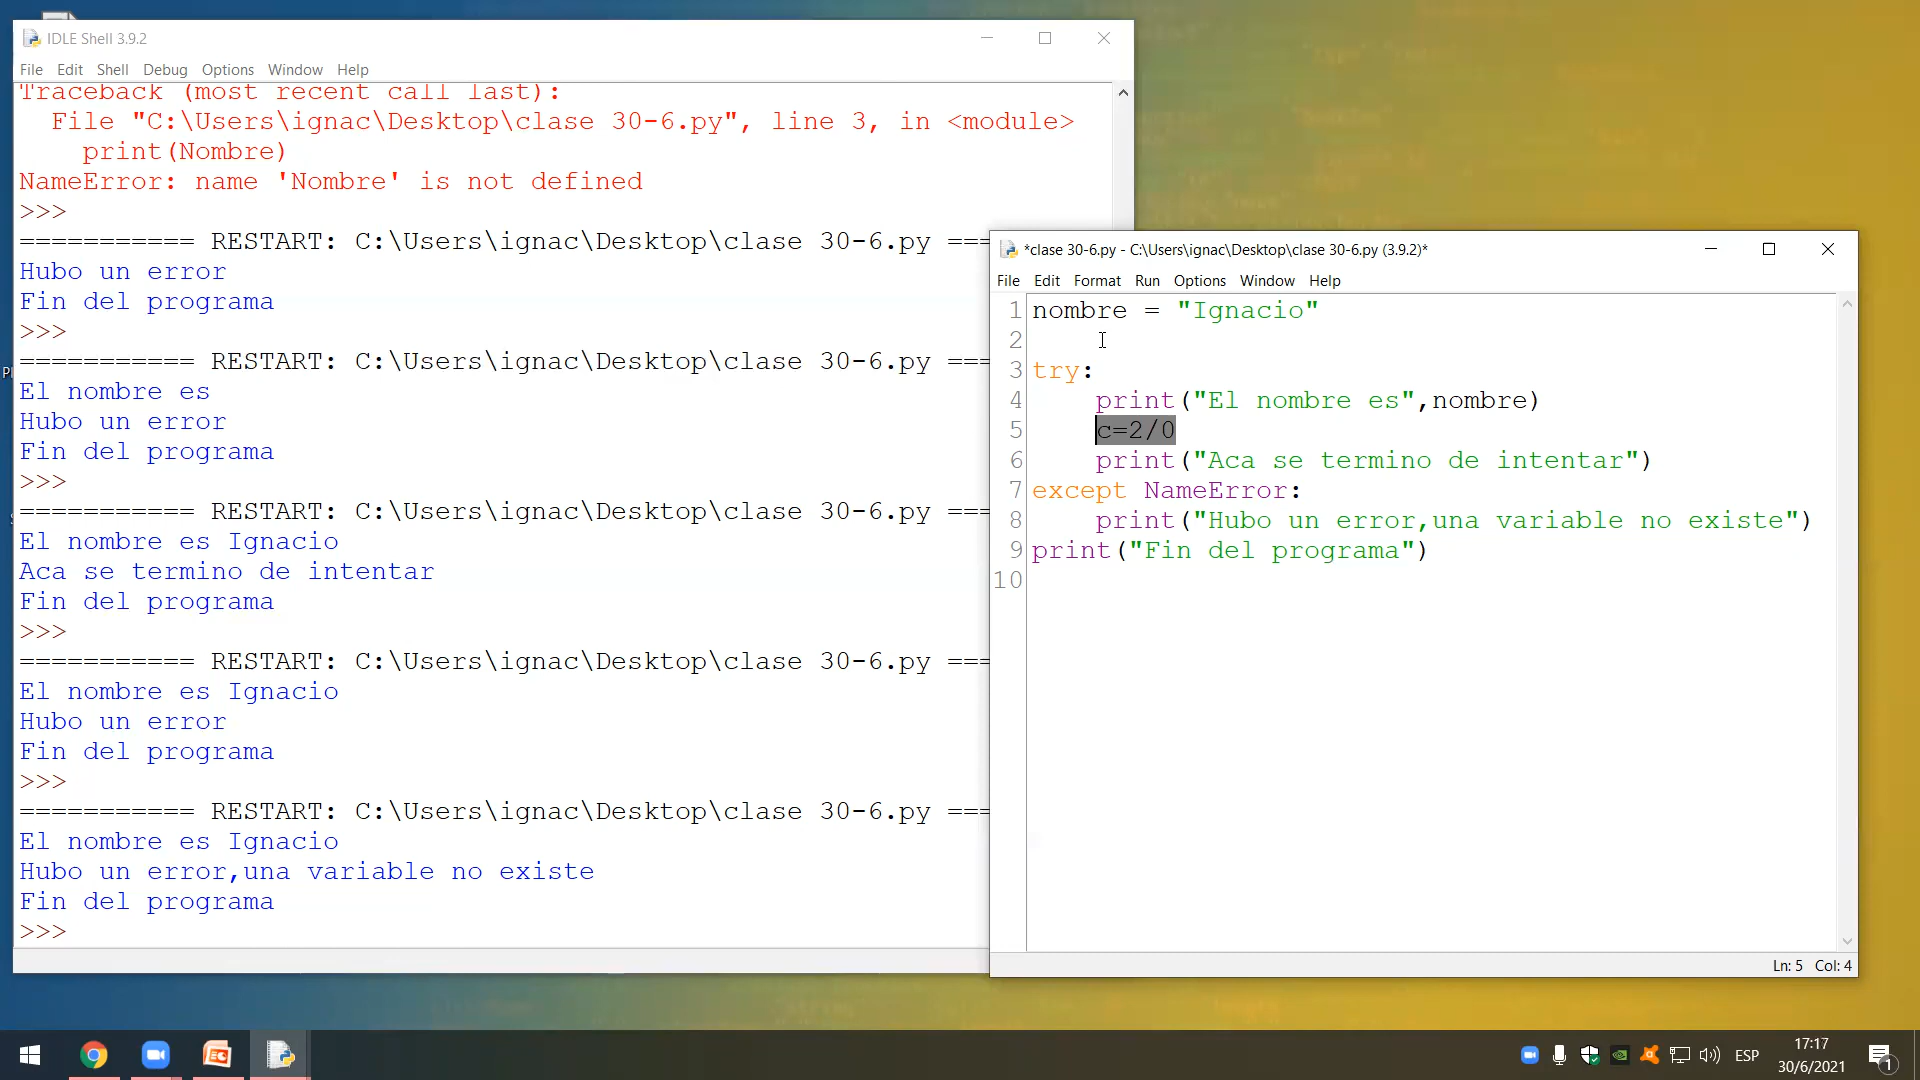 IDLE Shell 3.9.2
File Edit Shell Debug Options Window Help
Traceback (most recent call last):
  File "C:\Users\ignac\Desktop\clase 30-6.py", line 3, in <module>
    print(Nombre)
NameError: name 'Nombre' is not defined
>>>
=========== RESTART: C:\Users\ignac\Desktop\clase 30-6.py ===
Hubo un error
Fin del programa
>>>
=========== RESTART: C:\Users\ignac\Desktop\clase 30-6.py ===
El nombre es
Hubo un error
Fin del programa
>>>
=========== RESTART: C:\Users\ignac\Desktop\clase 30-6.py ===
El nombre es Ignacio
Aca se termino de intentar
Fin del programa
>>>
=========== RESTART: C:\Users\ignac\Desktop\clase 30-6.py ===
El nombre es Ignacio
Hubo un error
Fin del programa
>>>
=========== RESTART: C:\Users\ignac\Desktop\clase 30-6.py ===
El nombre es Ignacio
Hubo un error,una variable no existe
Fin del programa
>>>
*clase 30-6.py - C:\Users\ignac\Desktop\clase 30-6.py (3.9.2)*
File Edit Format Run Options Window Help
1 nombre = "Ignacio"
2
3 try:
4     print("El nombre es",nombre)
5     c=2/0
6     print("Aca se termino de intentar")
7 except NameError:
8     print("Hubo un error,una variable no existe")
9 print("Fin del programa")
10
Ln: 5 Col: 4
ESP
17:17
30/6/2021
1